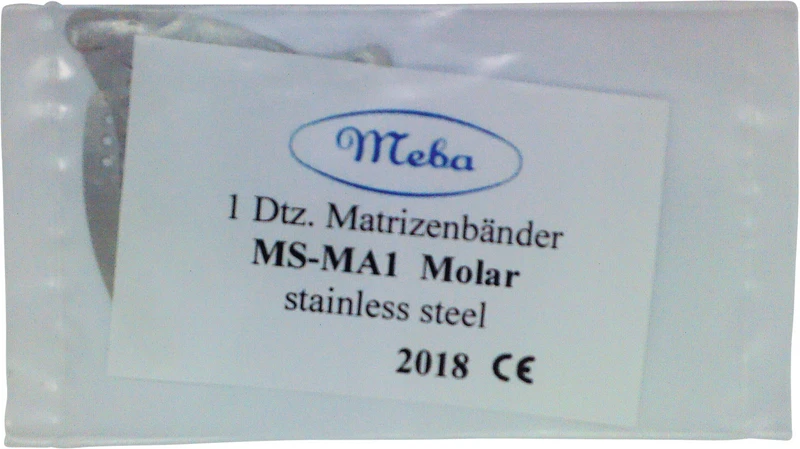 Meba
1 Dtz. Matrizenbänder
MS-MA1 Molar
stainless steel
2018 CE